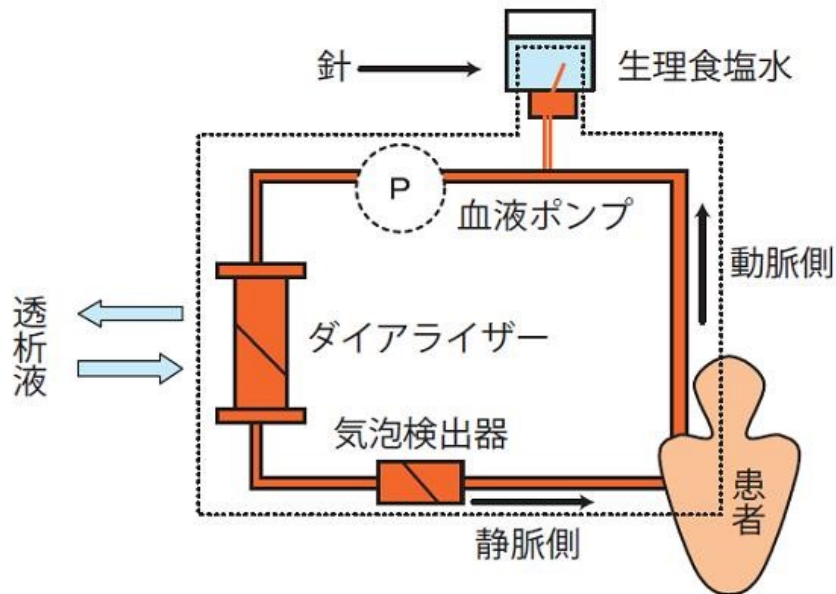 針
生理食塩水
P
血液ポンプ
動脈側
透析液
ダイアライザー
気泡検出器
患者
静脈側